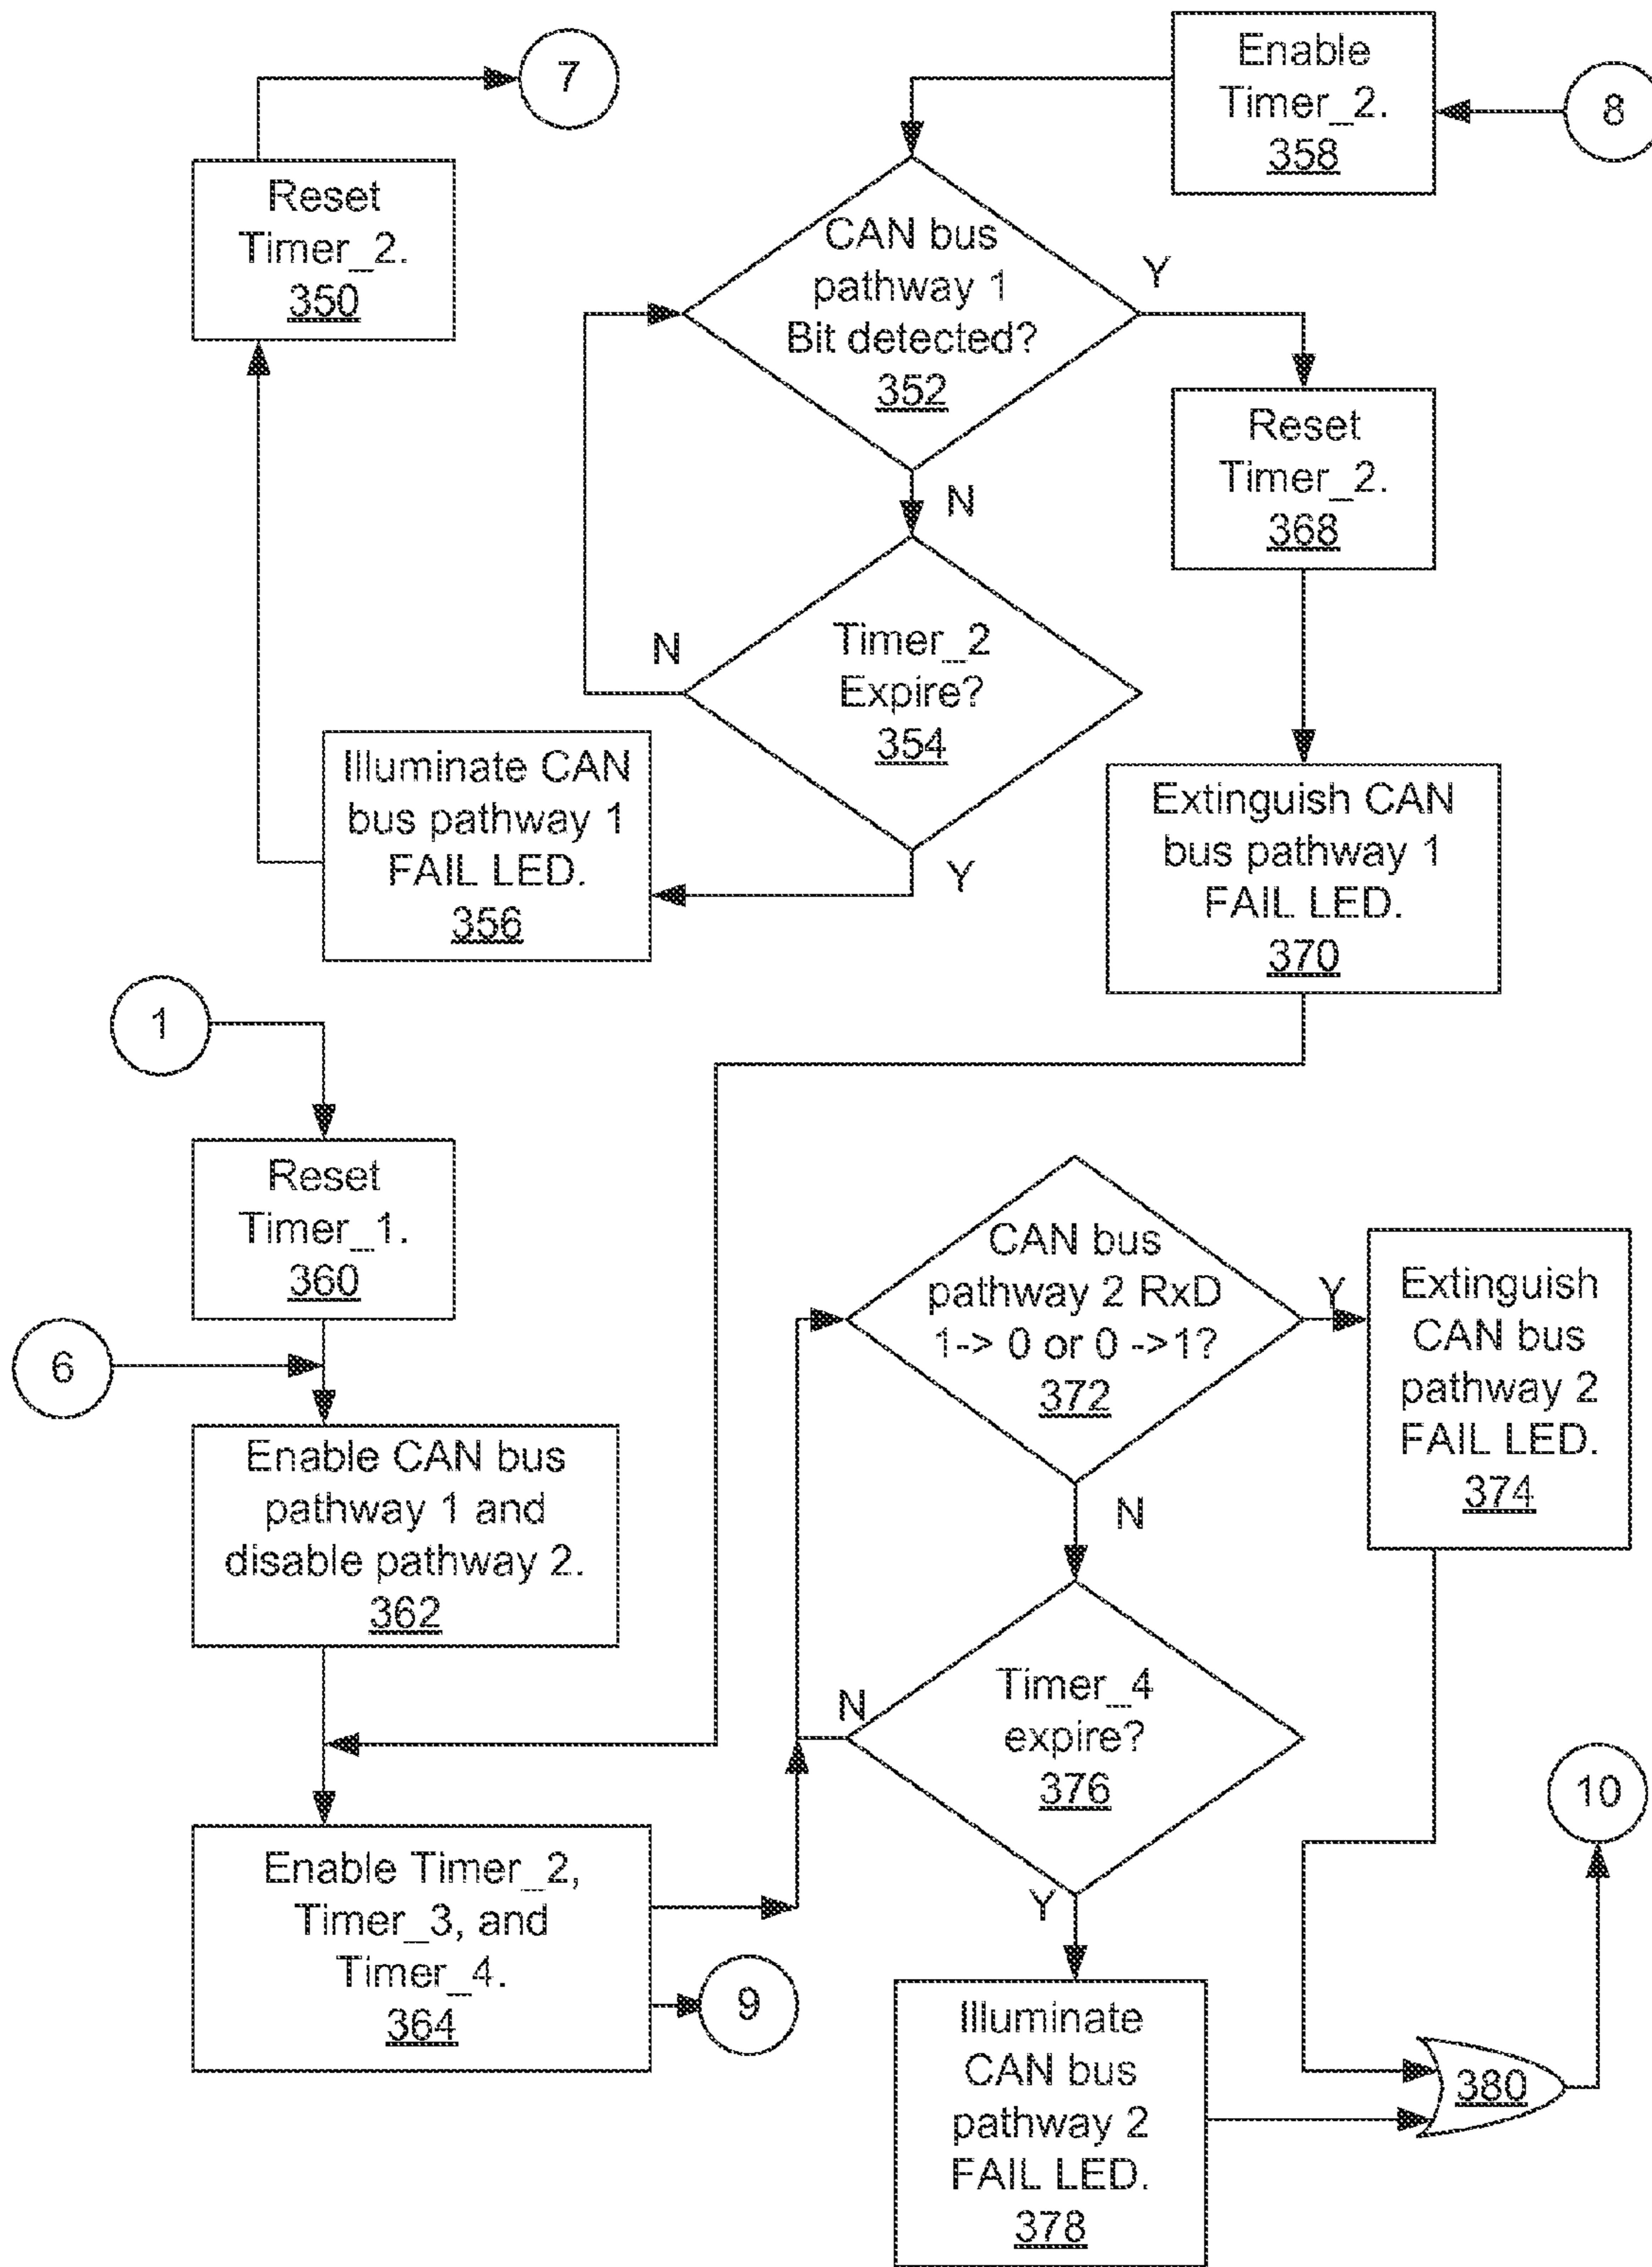 7
Enable
Timer_2.
358
8
Reset
Timer_2.
350
CAN bus
pathway 1
Bit detected?
352
Y
N
Reset
Timer_2.
368
Timer_2
Expire?
354
N
Y
Illuminate CAN
bus pathway 1
FAIL LED.
356
Extinguish CAN
bus pathway 1
FAIL LED.
370
1
Reset
Timer_1.
360
6
Enable CAN bus
pathway 1 and
disable pathway 2.
362
CAN bus
pathway 2 RxD
1-> 0 or 0 ->1?
372
Y
N
Extinguish
CAN bus
pathway 2
FAIL LED.
374
Timer_4
expire?
376
N
Y
10
Enable Timer_2,
Timer_3, and
Timer_4.
364
9
Illuminate
CAN bus
pathway 2
FAIL LED.
378
380